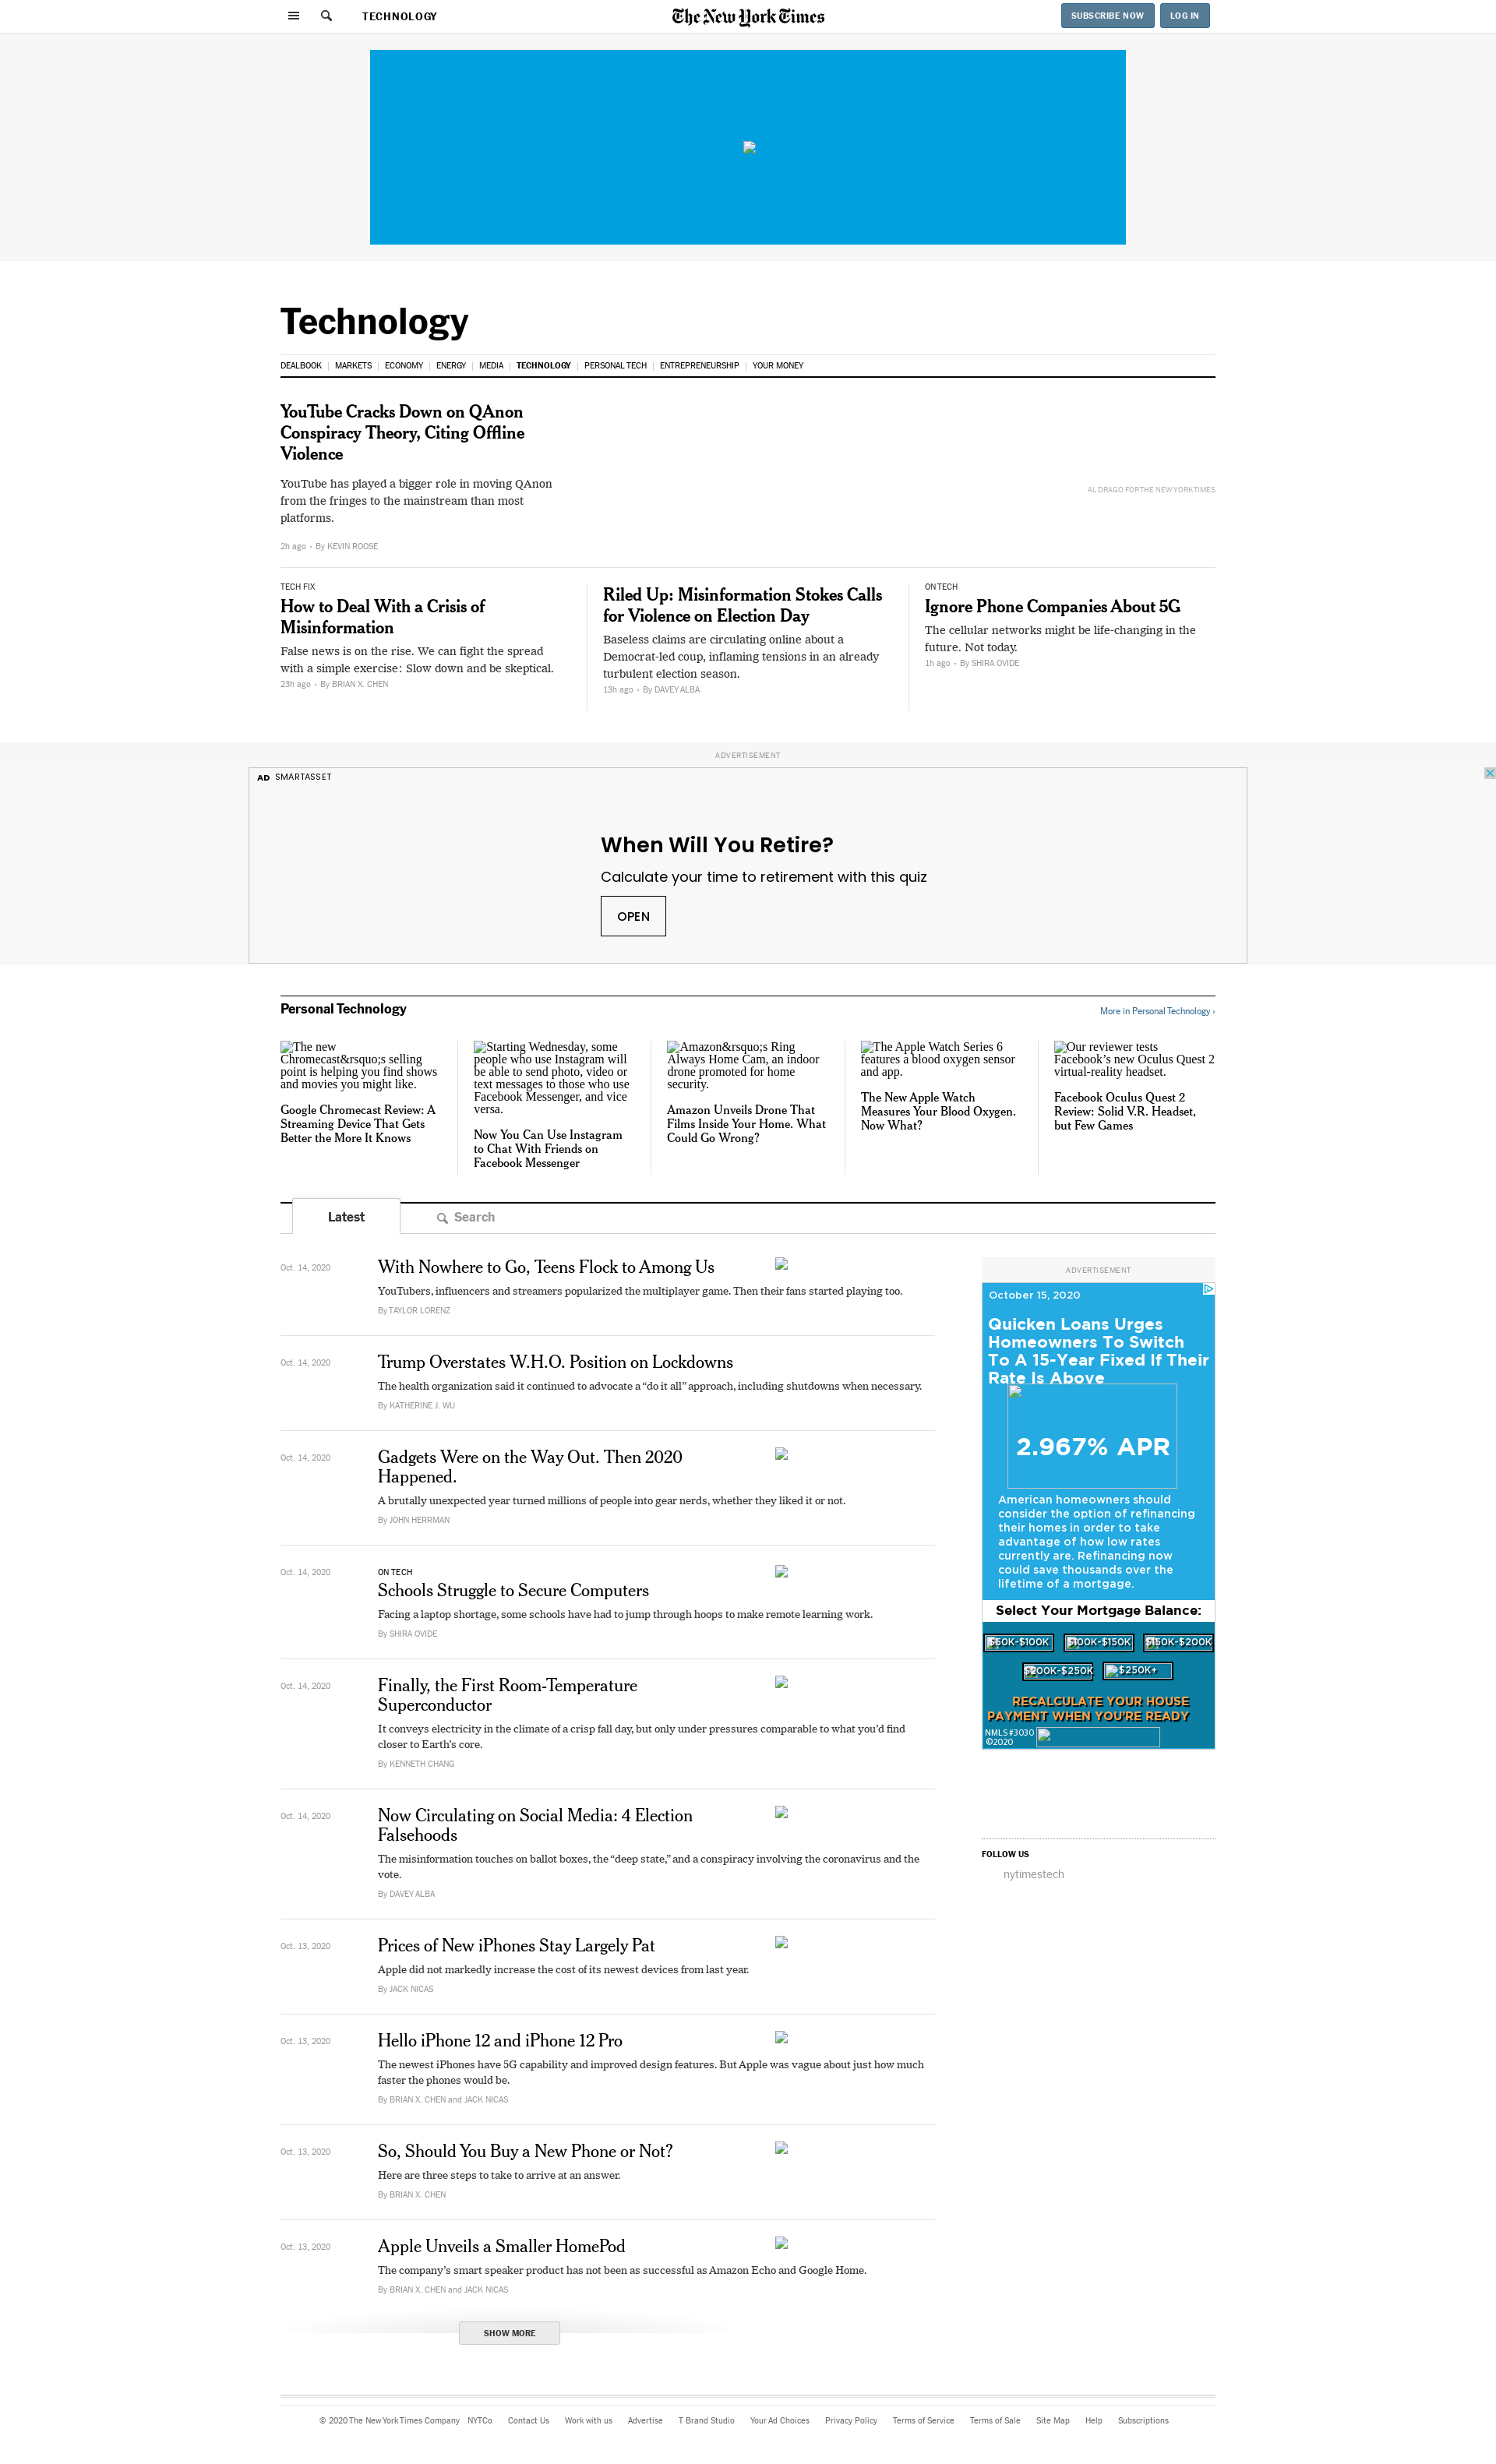 TECHNOLOGY
The New York Times
SUBSCRIBE NOW
LOG IN
Technology
DEALBOOK
MARKETS
ECONOMY
ENERGY
MEDIA
TECHNOLOGY
PERSONAL TECH
ENTREPRENEURSHIP
YOUR MONEY
YouTube Cracks Down on QAnon
Conspiracy Theory, Citing Offline
Violence
YouTube has played a bigger role in moving QAnon
from the fringes to the mainstream than most
platforms.
2h ago • By KEVIN ROOSE
AL DRAGO FOR THE NEW YORK TIMES
TECH FIX
How to Deal With a Crisis of
Misinformation
False news is on the rise. We can fight the spread
with a simple exercise: Slow down and be skeptical.
23h ago • By BRIAN X. CHEN
Riled Up: Misinformation Stokes Calls
for Violence on Election Day
Baseless claims are circulating online about a
Democrat-led coup, inflaming tensions in an already
turbulent election season.
13h ago • By DAVEY ALBA
ON TECH
Ignore Phone Companies About 5G
The cellular networks might be life-changing in the
future. Not today.
1h ago • By SHIRA OVIDE
ADVERTISEMENT
AD SMARTASSET
When Will You Retire?
Calculate your time to retirement with this quiz
OPEN
Personal Technology
More in Personal Technology ›
The new
Chromecast&rsquo;s selling
point is helping you find shows
and movies you might like.
Google Chromecast Review: A
Streaming Device That Gets
Better the More It Knows
Starting Wednesday, some
people who use Instagram will
be able to send photo, video or
text messages to those who use
Facebook Messenger, and vice
versa.
Now You Can Use Instagram
to Chat With Friends on
Facebook Messenger
Amazon&rsquo;s Ring
Always Home Cam, an indoor
drone promoted for home
security.
Amazon Unveils Drone That
Films Inside Your Home. What
Could Go Wrong?
The Apple Watch Series 6
features a blood oxygen sensor
and app.
The New Apple Watch
Measures Your Blood Oxygen.
Now What?
Our reviewer tests
Facebook's new Oculus Quest 2
virtual-reality headset.
Facebook Oculus Quest 2
Review: Solid V.R. Headset,
but Few Games
Latest
Search
Oct. 14, 2020
With Nowhere to Go, Teens Flock to Among Us
YouTubers, influencers and streamers popularized the multiplayer game. Then their fans started playing too.
By TAYLOR LORENZ
Oct. 14, 2020
Trump Overstates W.H.O. Position on Lockdowns
The health organization said it continued to advocate a “do it all” approach, including shutdowns when necessary.
By KATHERINE J. WU
Oct. 14, 2020
Gadgets Were on the Way Out. Then 2020
Happened.
A brutally unexpected year turned millions of people into gear nerds, whether they liked it or not.
By JOHN HERRMAN
Oct. 14, 2020
ON TECH
Schools Struggle to Secure Computers
Facing a laptop shortage, some schools have had to jump through hoops to make remote learning work.
By SHIRA OVIDE
Oct. 14, 2020
Finally, the First Room-Temperature
Superconductor
It conveys electricity in the climate of a crisp fall day, but only under pressures comparable to what you'd find
closer to Earth's core.
By KENNETH CHANG
Oct. 14, 2020
Now Circulating on Social Media: 4 Election
Falsehoods
The misinformation touches on ballot boxes, the “deep state,” and a conspiracy involving the coronavirus and the
vote.
By DAVEY ALBA
Oct. 13, 2020
Prices of New iPhones Stay Largely Pat
Apple did not markedly increase the cost of its newest devices from last year.
By JACK NICAS
Oct. 13, 2020
Hello iPhone 12 and iPhone 12 Pro
The newest iPhones have 5G capability and improved design features. But Apple was vague about just how much
faster the phones would be.
By BRIAN X. CHEN and JACK NICAS
Oct. 13, 2020
So, Should You Buy a New Phone or Not?
Here are three steps to take to arrive at an answer.
By BRIAN X. CHEN
Oct. 13, 2020
Apple Unveils a Smaller HomePod
The company's smart speaker product has not been as successful as Amazon Echo and Google Home.
By BRIAN X. CHEN and JACK NICAS
SHOW MORE
ADVERTISEMENT
October 15, 2020
Quicken Loans Urges
Homeowners To Switch
To A 15-Year Fixed If Their
Rate Is Above
2.967% APR
American homeowners should
consider the option of refinancing
their homes in order to take
advantage of how low rates
currently are. Refinancing now
could save thousands over the
lifetime of a mortgage.
Select Your Mortgage Balance:
$60K-$100K
$100K-$150K
$150K-$200K
$200K-$250K
$250K+
RECALCULATE YOUR HOUSE
PAYMENT WHEN YOU'RE READY
NMLS#3030
©2020
FOLLOW US
nytimestech
© 2020 The New York Times Company
NYTCo
Contact Us
Work with us
Advertise
T Brand Studio
Your Ad Choices
Privacy Policy
Terms of Service
Terms of Sale
Site Map
Help
Subscriptions